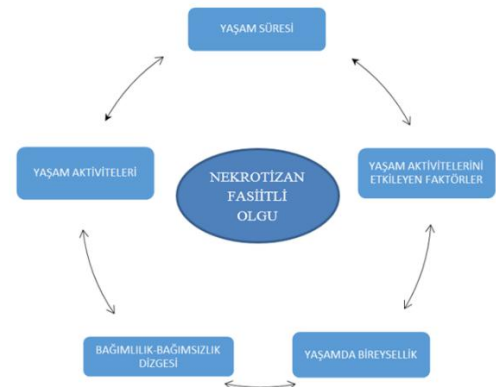 YAŞAM SÜRESİ
YAŞAM AKTİVİTELERİ
NEKROTİZAN
FASİİTLİ
OLGU
YAŞAM AKTİVİTELERİNİ
ETKİLEYEN FAKTÖRLER
BAĞIMLILIK-BAĞIMSIZLIK
DİZGESİ
YAŞAMDA BİREYSELLİK